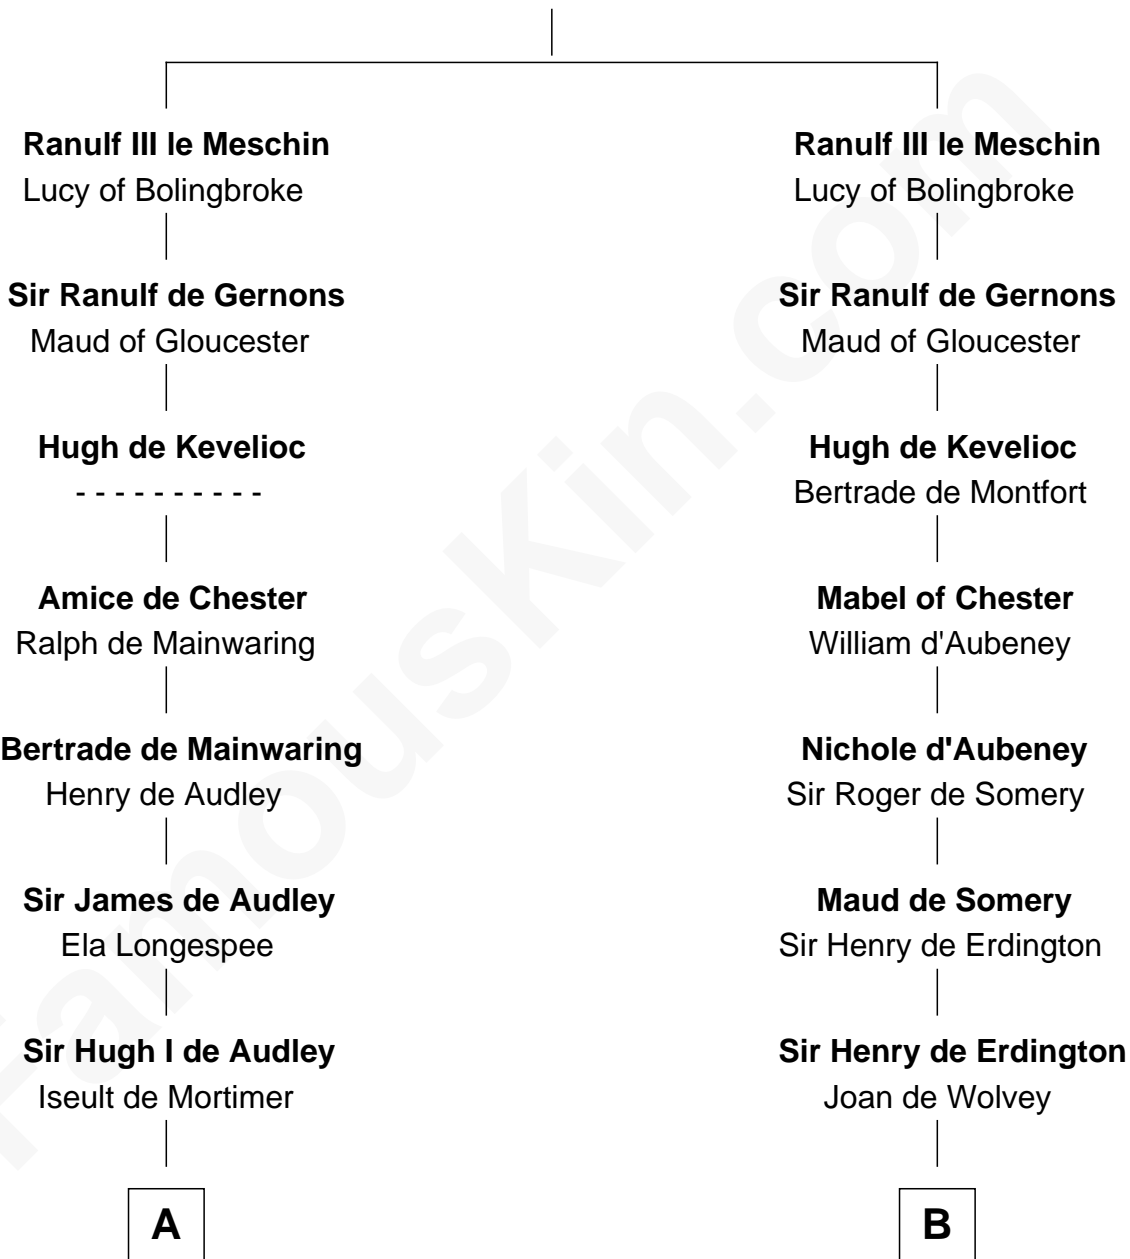 Ranulf III le Meschin
Lucy of Bolingbroke
Sir Ranulf de Gernons
Maud of Gloucester
Hugh de Kevelioc
- - - - - - - - - -
Amice de Chester
Ralph de Mainwaring
Bertrade de Mainwaring
Henry de Audley
Sir James de Audley
Ela Longespee
Sir Hugh I de Audley
Iseult de Mortimer
A
Ranulf III le Meschin
Lucy of Bolingbroke
Sir Ranulf de Gernons
Maud of Gloucester
Hugh de Kevelioc
Bertrade de Montfort
Mabel of Chester
William d'Aubeney
Nichole d'Aubeney
Sir Roger de Somery
Maud de Somery
Sir Henry de Erdington
Sir Henry de Erdington
Joan de Wolvey
B
FamousKin.com